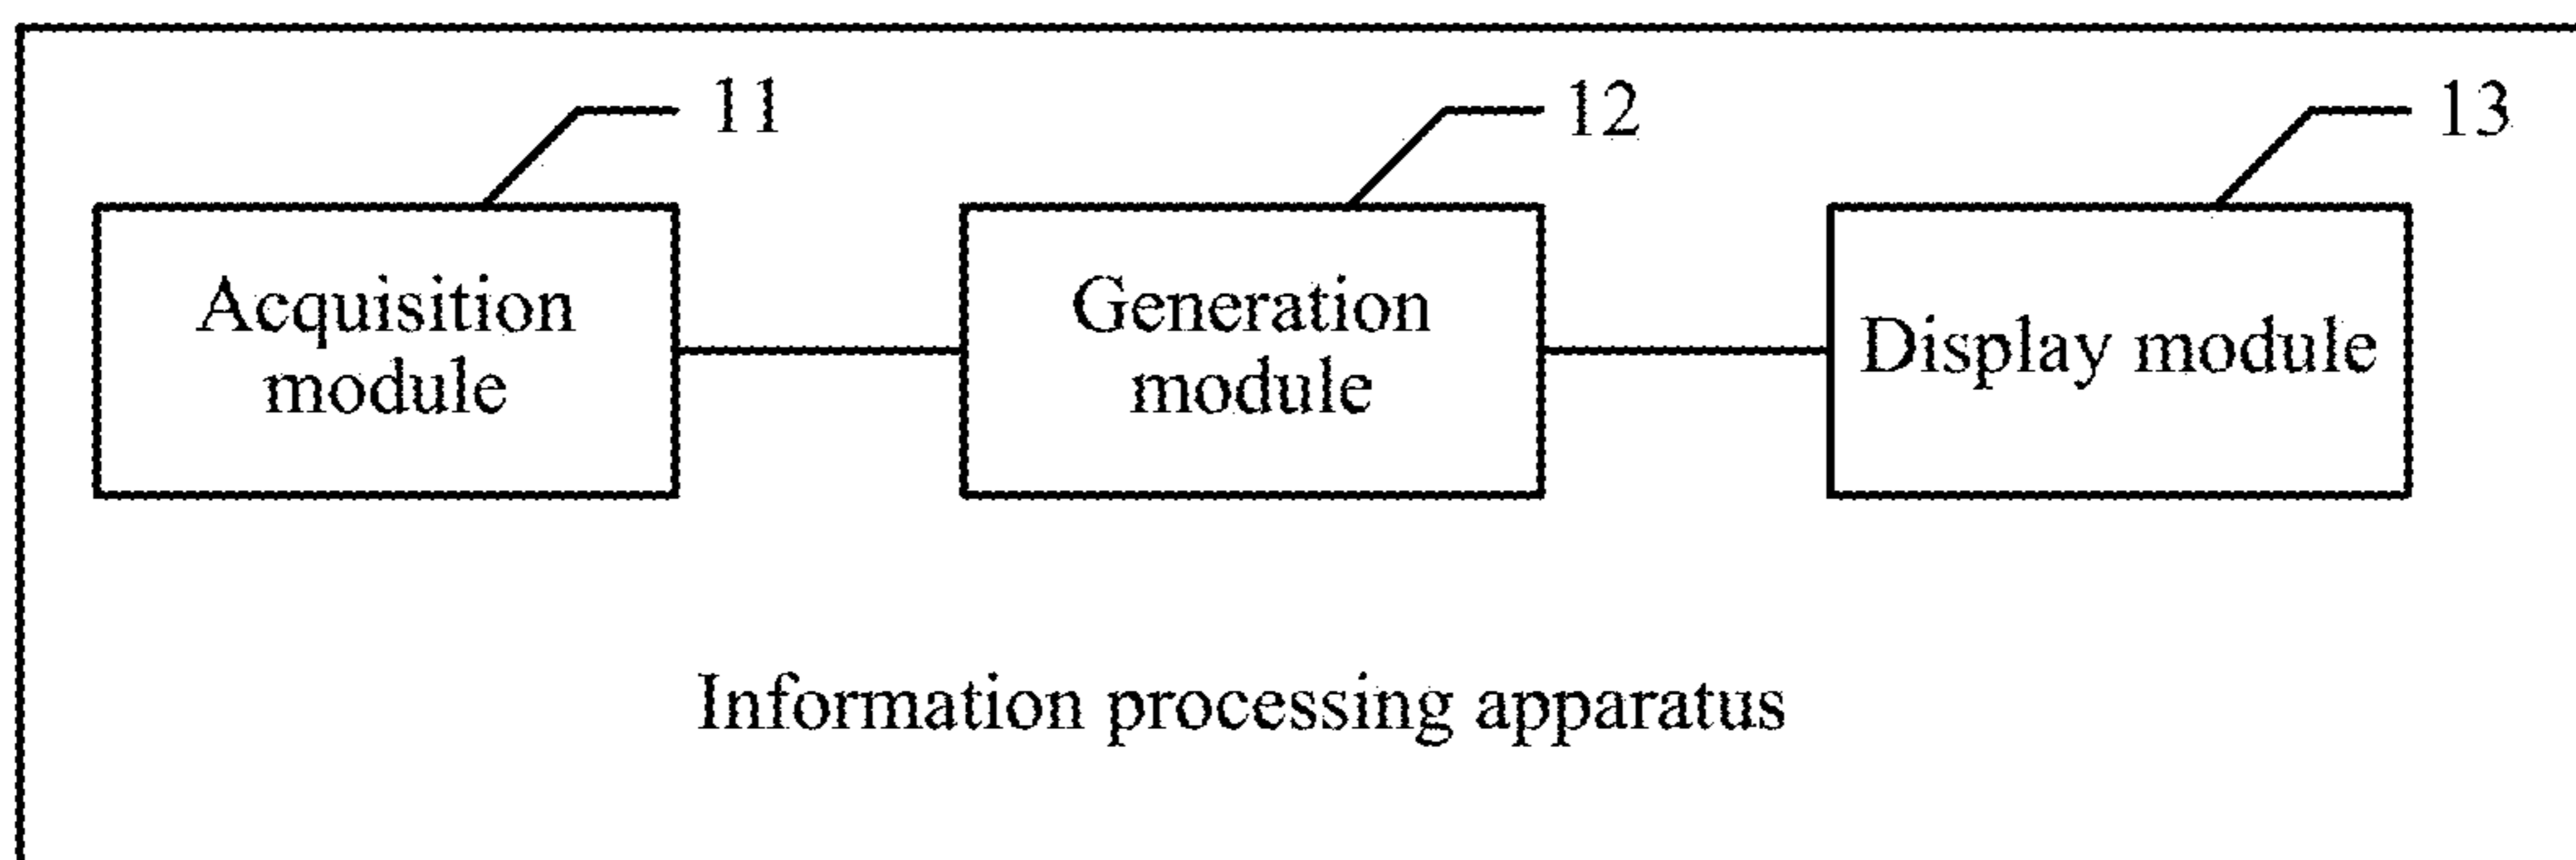 11
12
13
Acquisition
module
Generation
module
Display module
Information processing apparatus